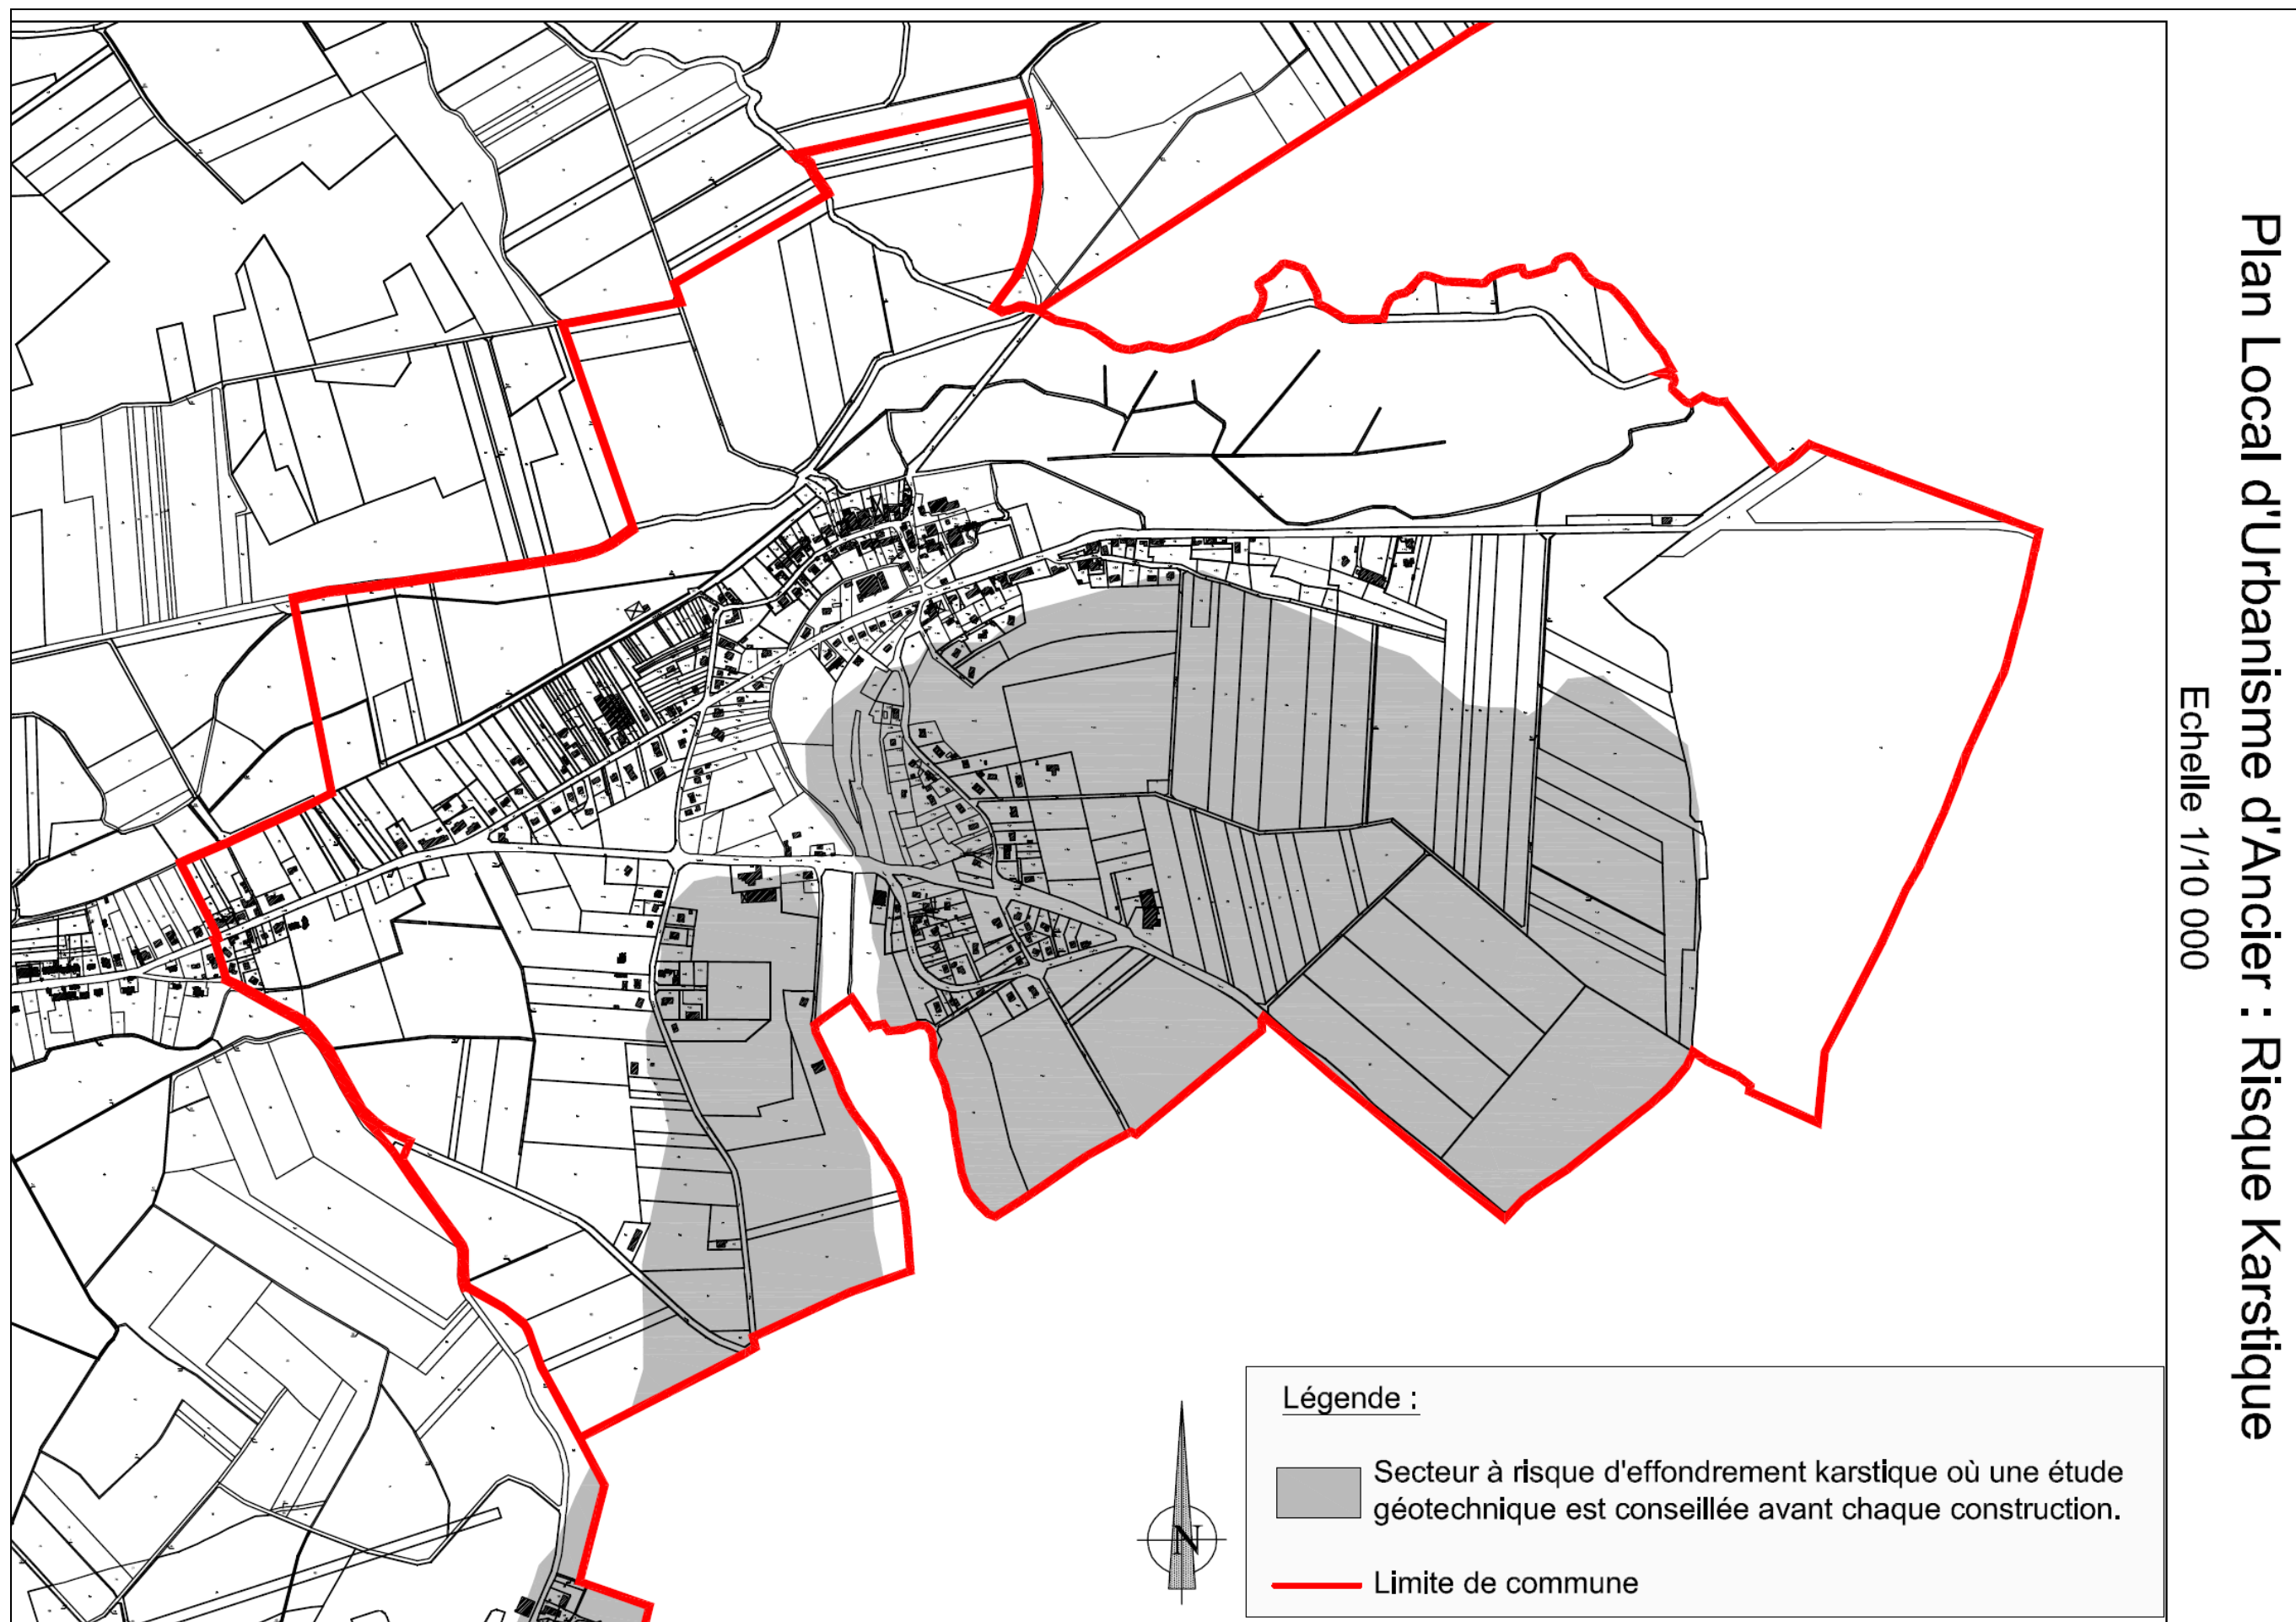 Plan Local d'Urbanisme d'Ancier : Risque Karstique
Echelle 1/10 000
Légende :
Secteur à risque d'effondrement karstique où une étude
géotechnique est conseillée avant chaque construction.
N
Limite de commune